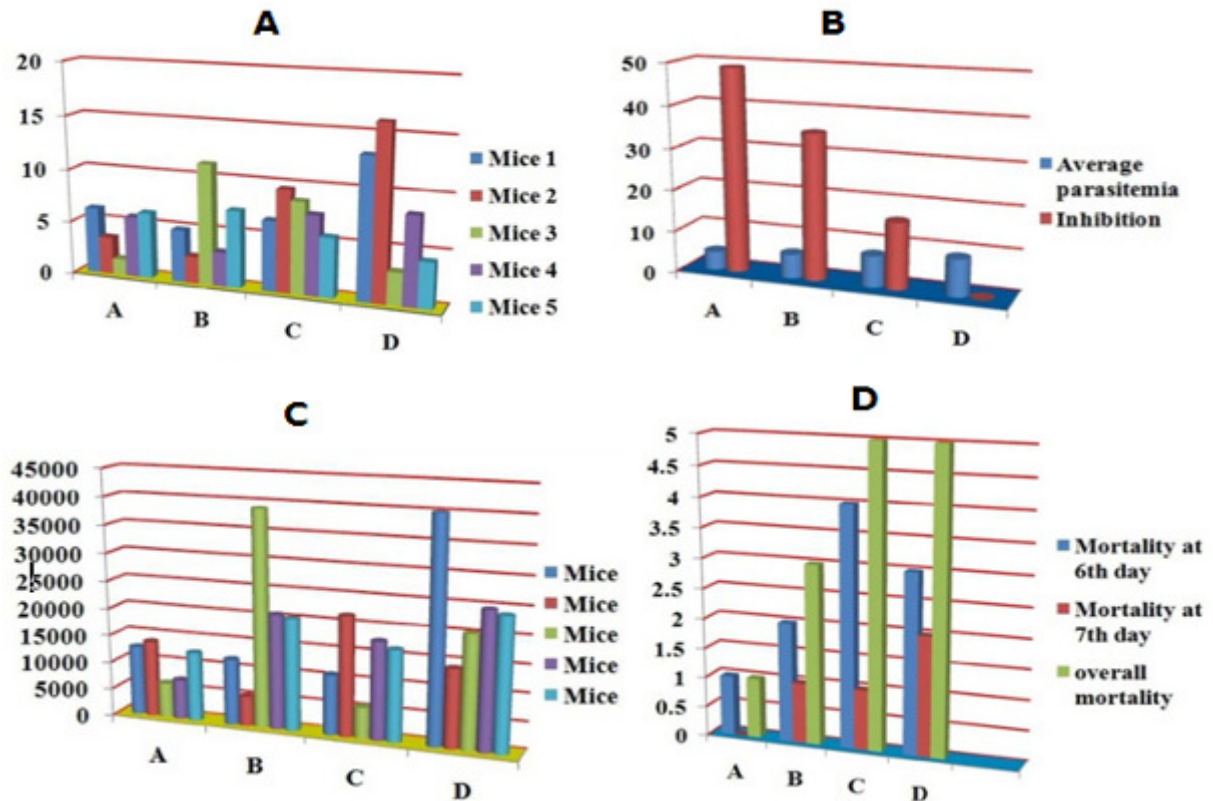 A
20
15
10
5
0
A
B
C
D
Mice 1
Mice 2
Mice 3
Mice 4
Mice 5
B
50
40
30
20
10
0
A
B
C
D
Average
parasitemia
Inhibition
C
45000
40000
35000
30000
25000
20000
15000
10000
5000
0
A
B
C
D
Mice
Mice
Mice
Mice
Mice
D
5
4.5
4
3.5
3
2.5
2
1.5
1
0.5
0
A
B
C
D
Mortality at
6th day
Mortality at
7th day
overall
mortality